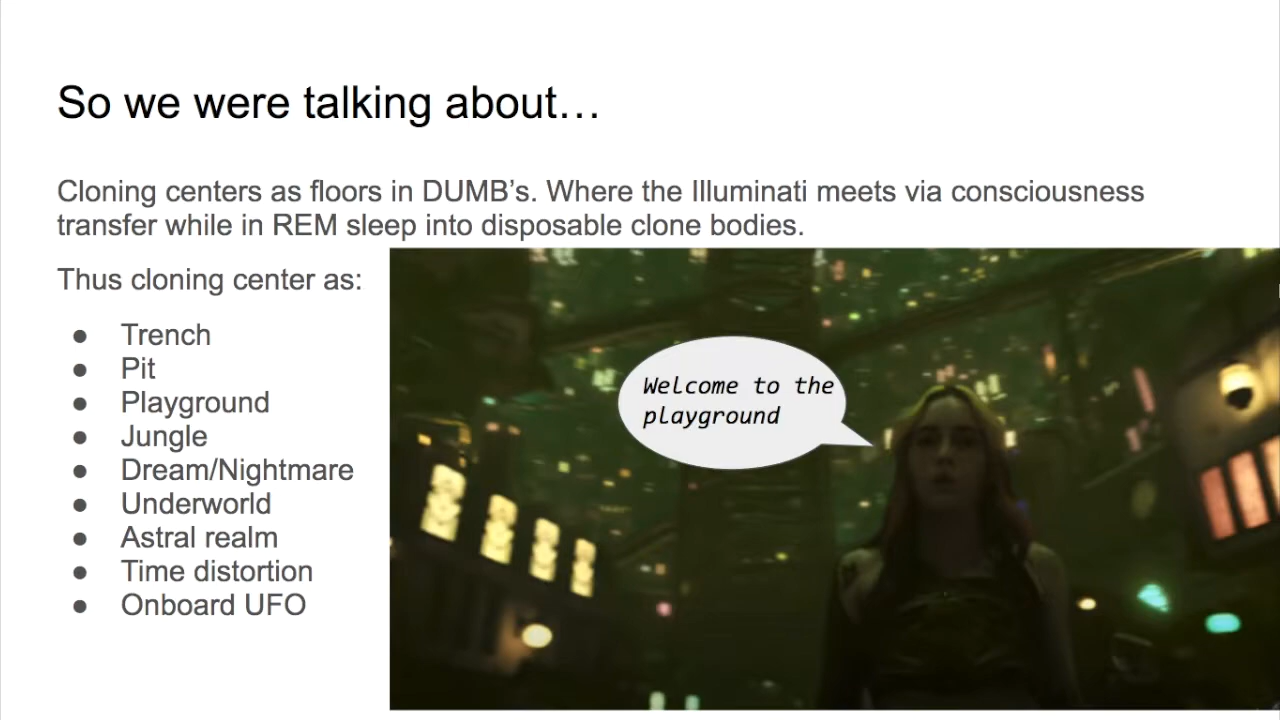 So we were talking about…
Cloning centers as floors in DUMB’s. Where the Illuminati meets via consciousness
transfer while in REM sleep into disposable clone bodies.
Thus cloning center as:
● Trench
● Pit
● Playground
● Jungle
● Dream/Nightmare
● Underworld
● Astral realm
● Time distortion
● Onboard UFO
Welcome to the
playground